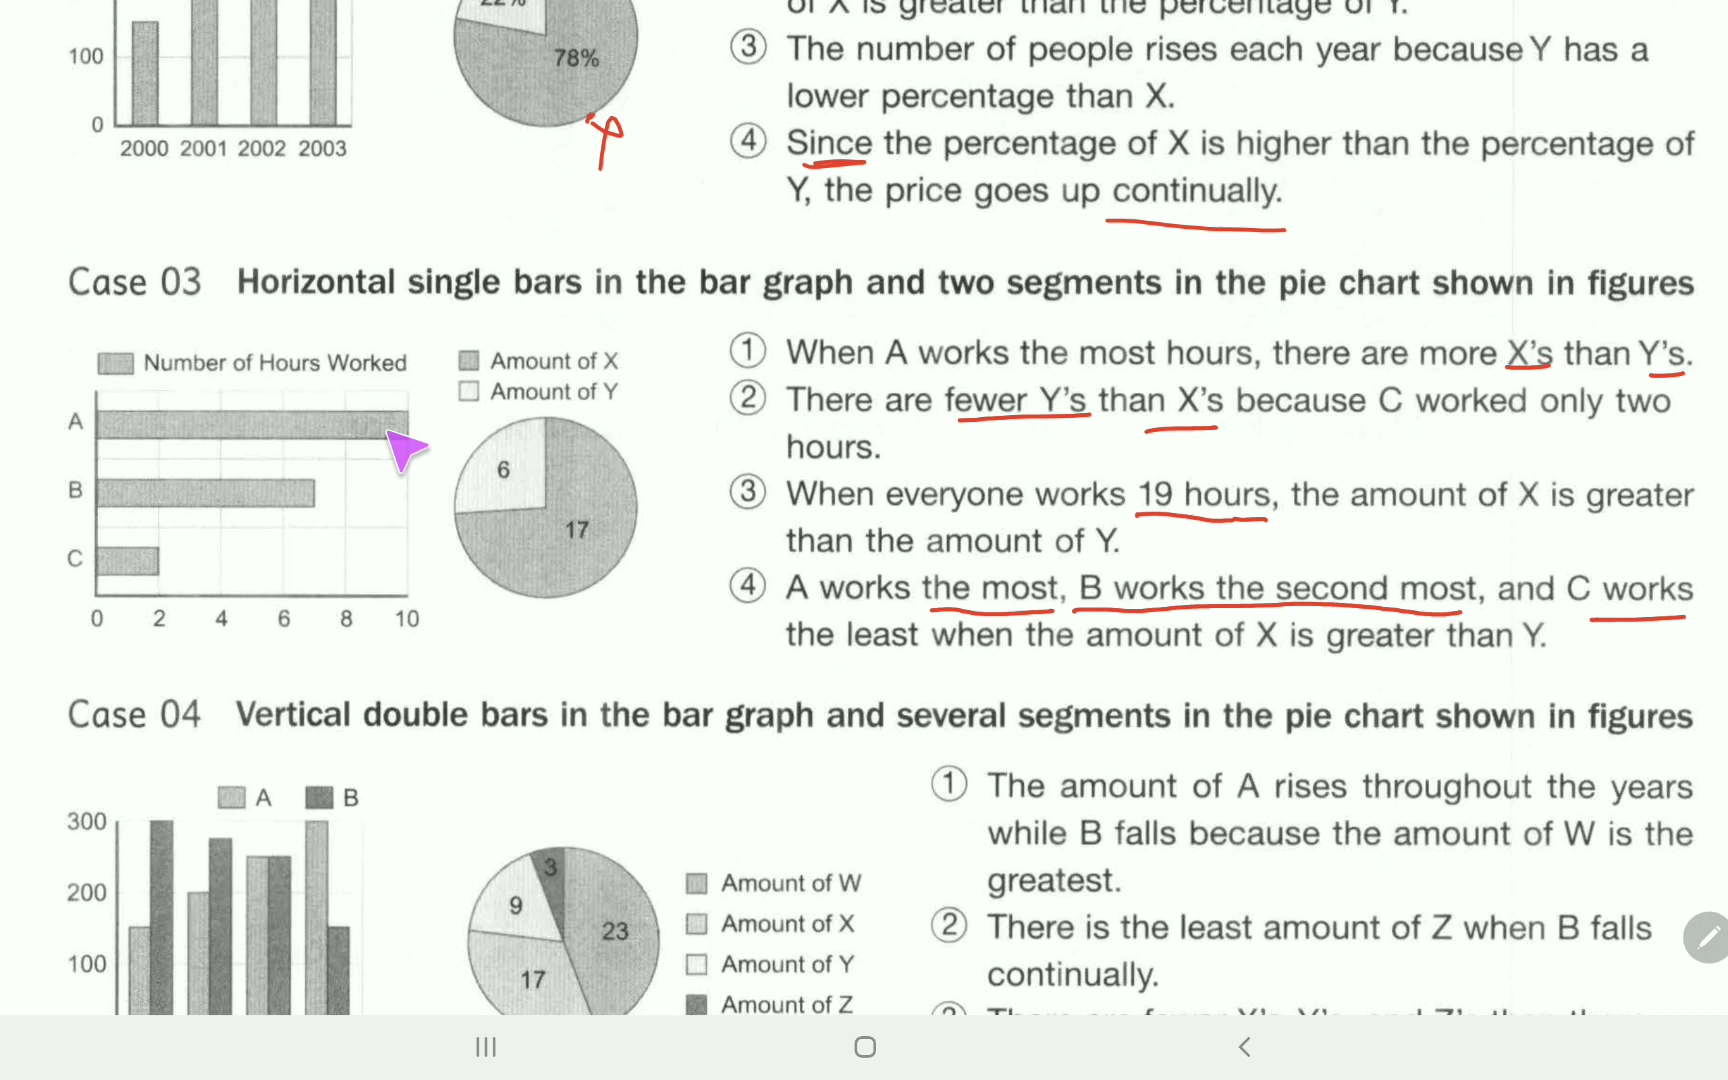 22%
of X is greater than the percentage of Y.
100
78%
③ The number of people rises each year because Y has a
lower percentage than X.
0
2000 2001 2002 2003
④ Since the percentage of X is higher than the percentage of
Y, the price goes up continually.
Case 03 Horizontal single bars in the bar graph and two segments in the pie chart shown in figures
Number of Hours Worked
A
B
C
0 2 4 6 8 10
Amount of X
Amount of Y
6
17
① When A works the most hours, there are more X's than Y's.
② There are fewer Y's than X's because C worked only two
hours.
③ When everyone works 19 hours, the amount of X is greater
than the amount of Y.
④ A works the most, B works the second most, and C works
the least when the amount of X is greater than Y.
Case 04 Vertical double bars in the bar graph and several segments in the pie chart shown in figures
A B
300
200
100
3
9
23
17
Amount of W
Amount of X
Amount of Y
Amount of Z
① The amount of A rises throughout the years
while B falls because the amount of W is the
greatest.
② There is the least amount of Z when B falls
continually.